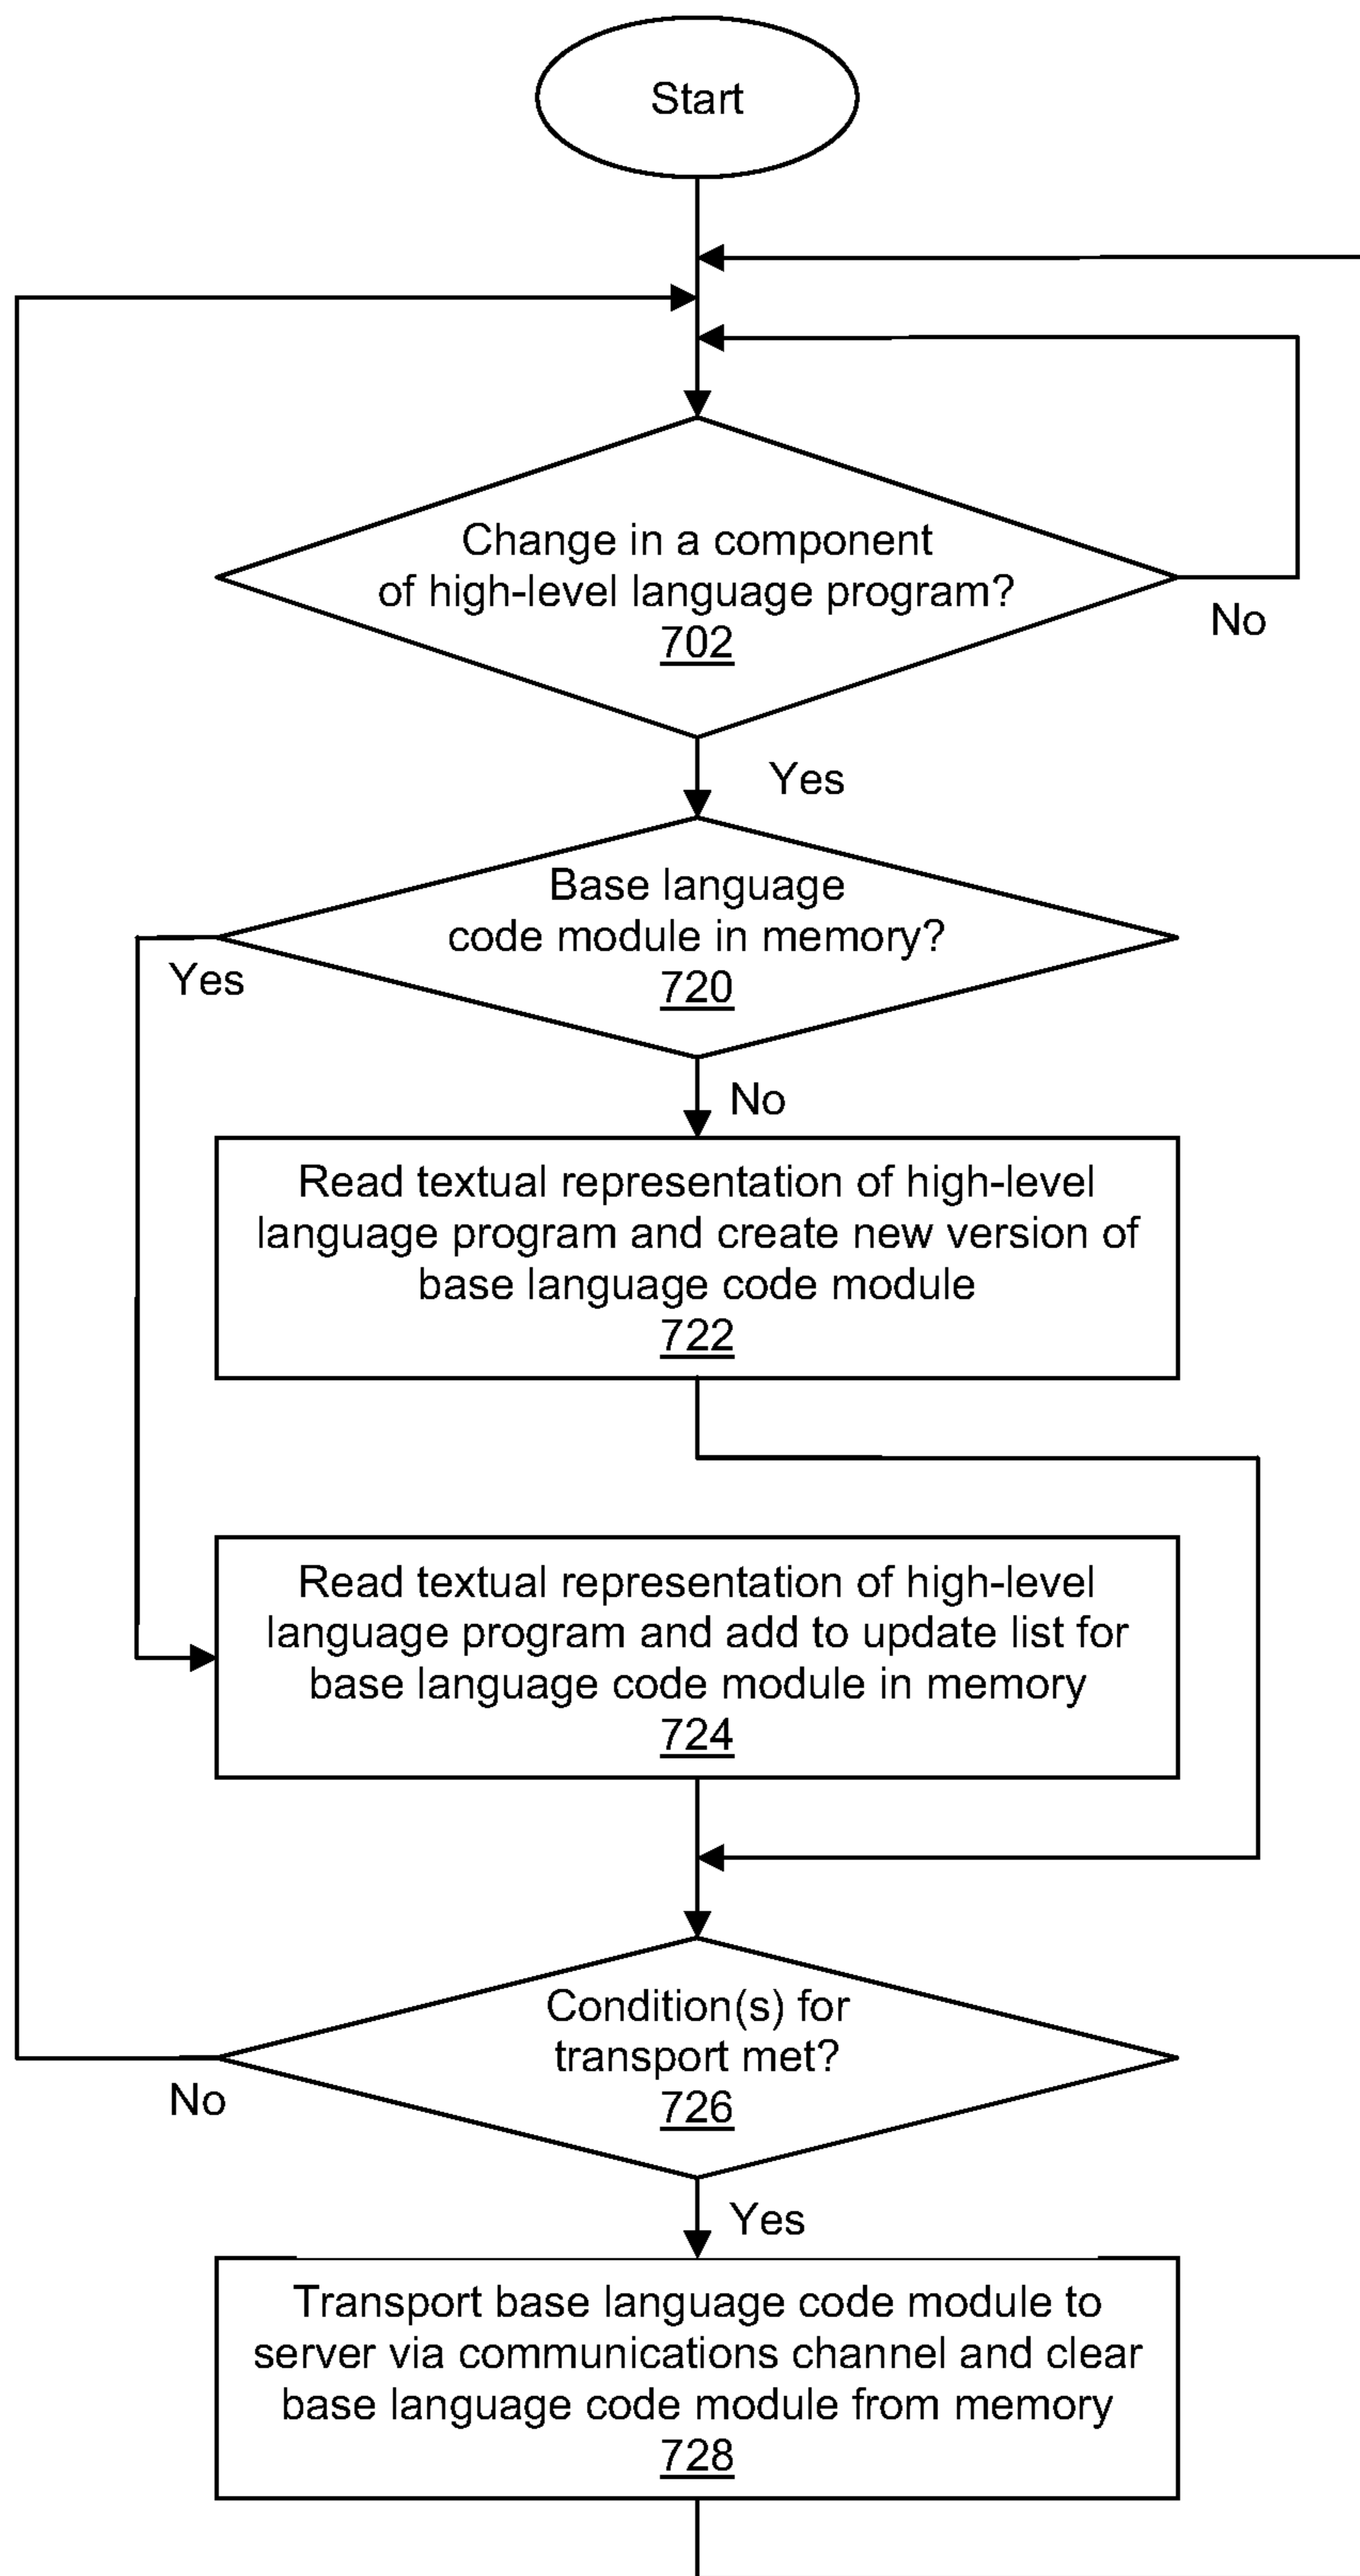 Start
Change in a component
of high-level language program?
702
No
Yes
Base language
code module in memory?
720
Yes
No
Read textual representation of high-level
language program and create new version of
base language code module
722
Read textual representation of high-level
language program and add to update list for
base language code module in memory
724
Condition(s) for
transport met?
726
No
Yes
Transport base language code module to
server via communications channel and clear
base language code module from memory
728